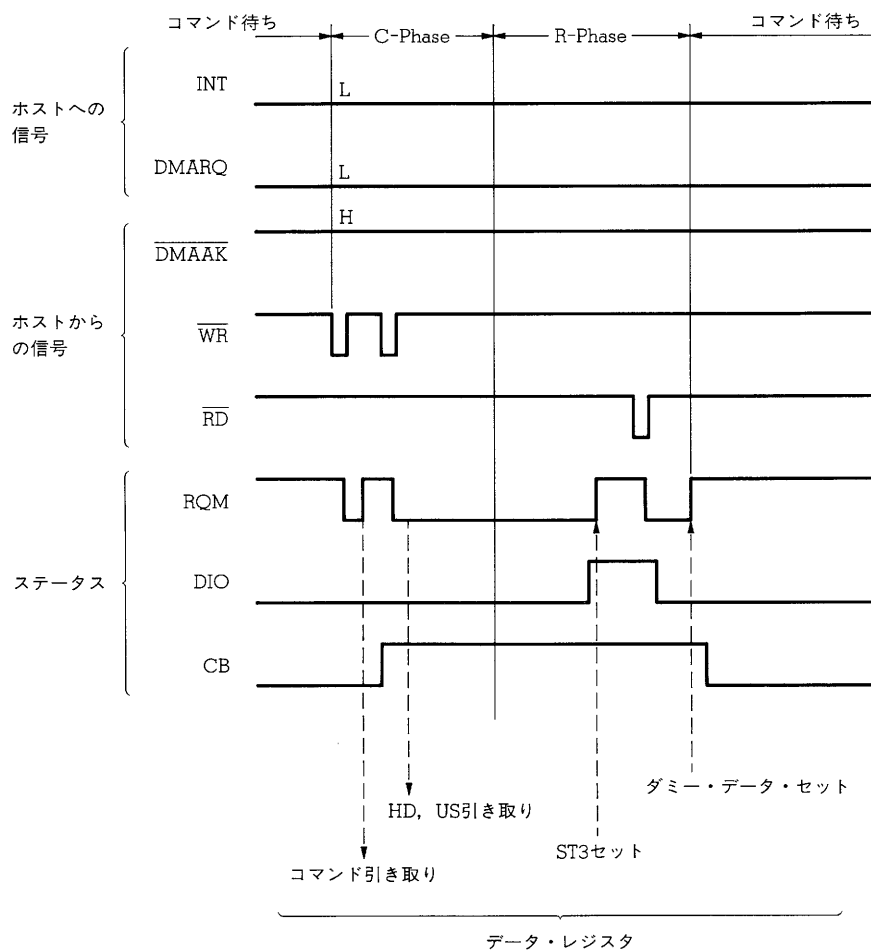 コマンド待ち
C-Phase
R-Phase
コマンド待ち
ホストへの
信号
INT
L
DMARQ
L
ホストから
の信号
H
DMAAK
WR
RD
ステータス
RQM
DIO
CB
ダミー・データ・セット
HD, US引き取り
ST3セット
コマンド引き取り
データ・レジスタ